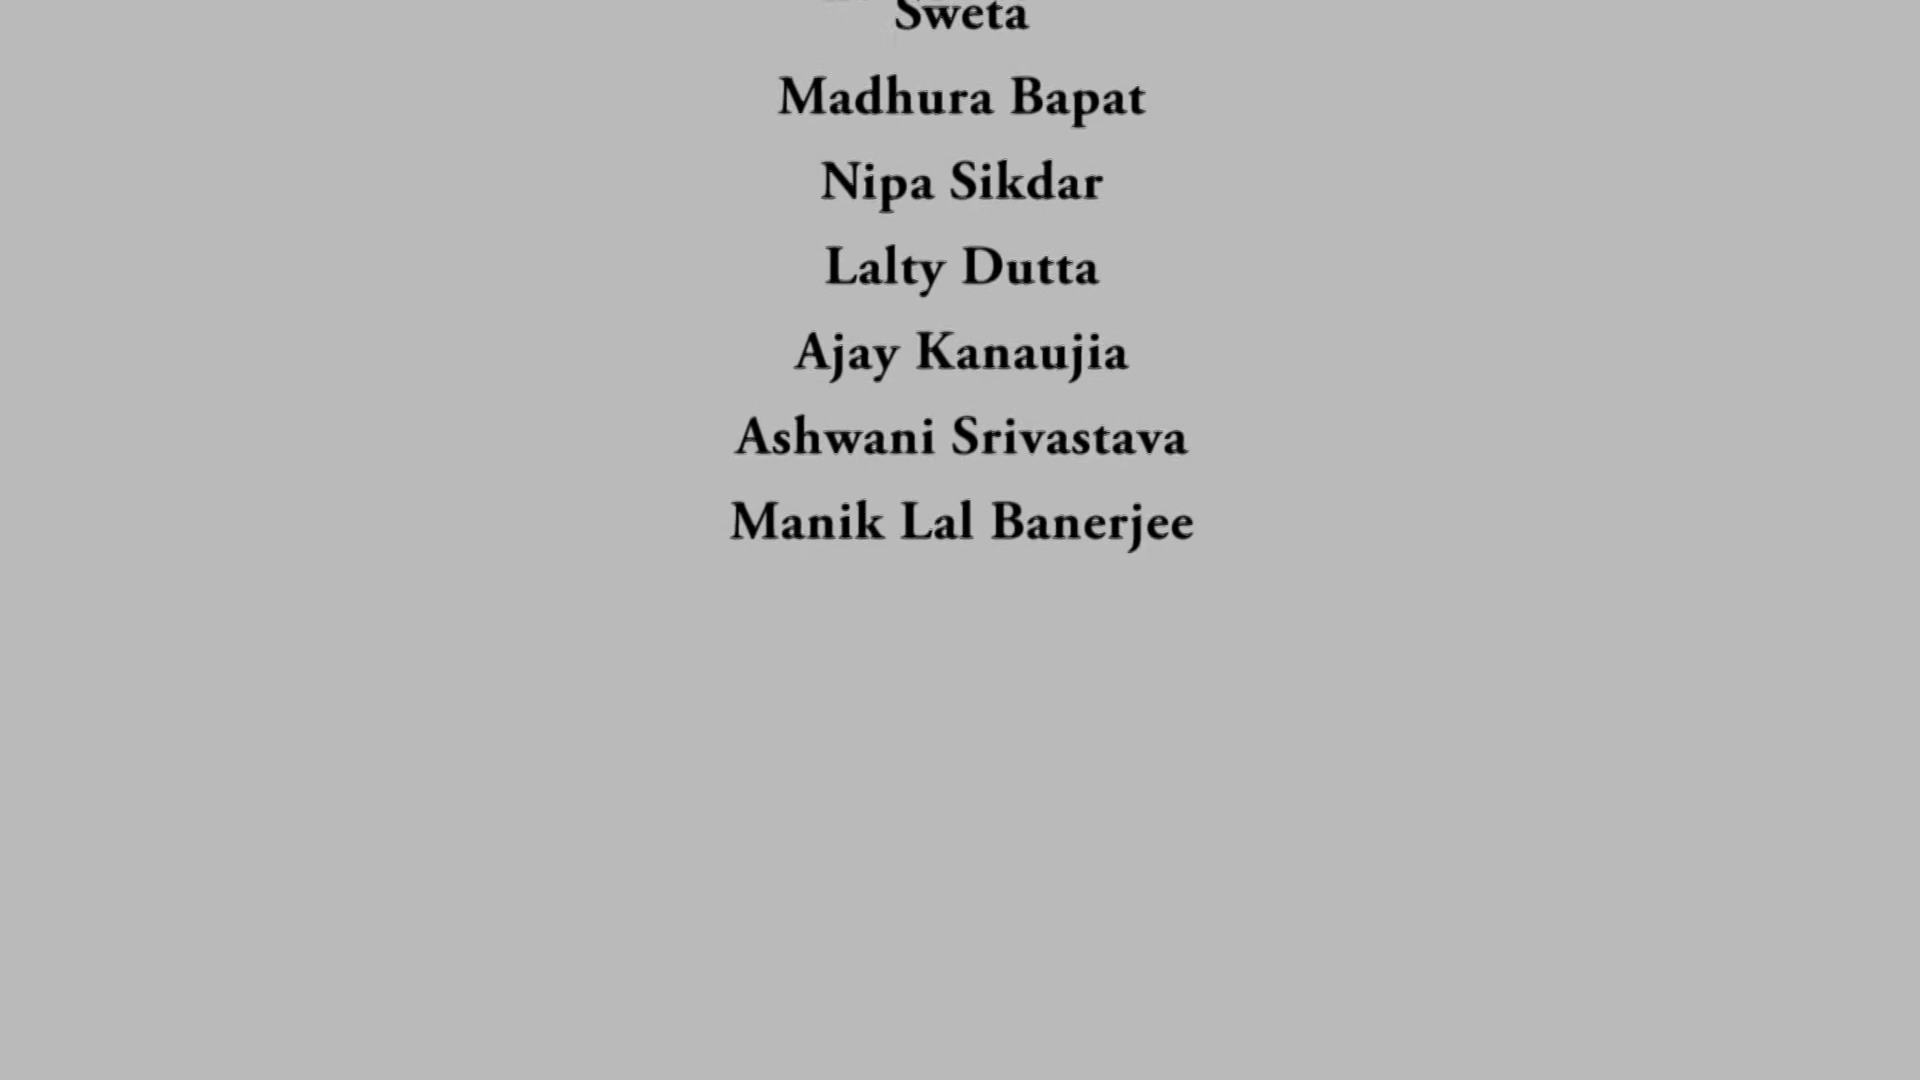 Sweta
Madhura Bapat
Nipa Sikdar
Lalty Dutta
Ajay Kanaujia
Ashwani Srivastava
Manik Lal Banerjee